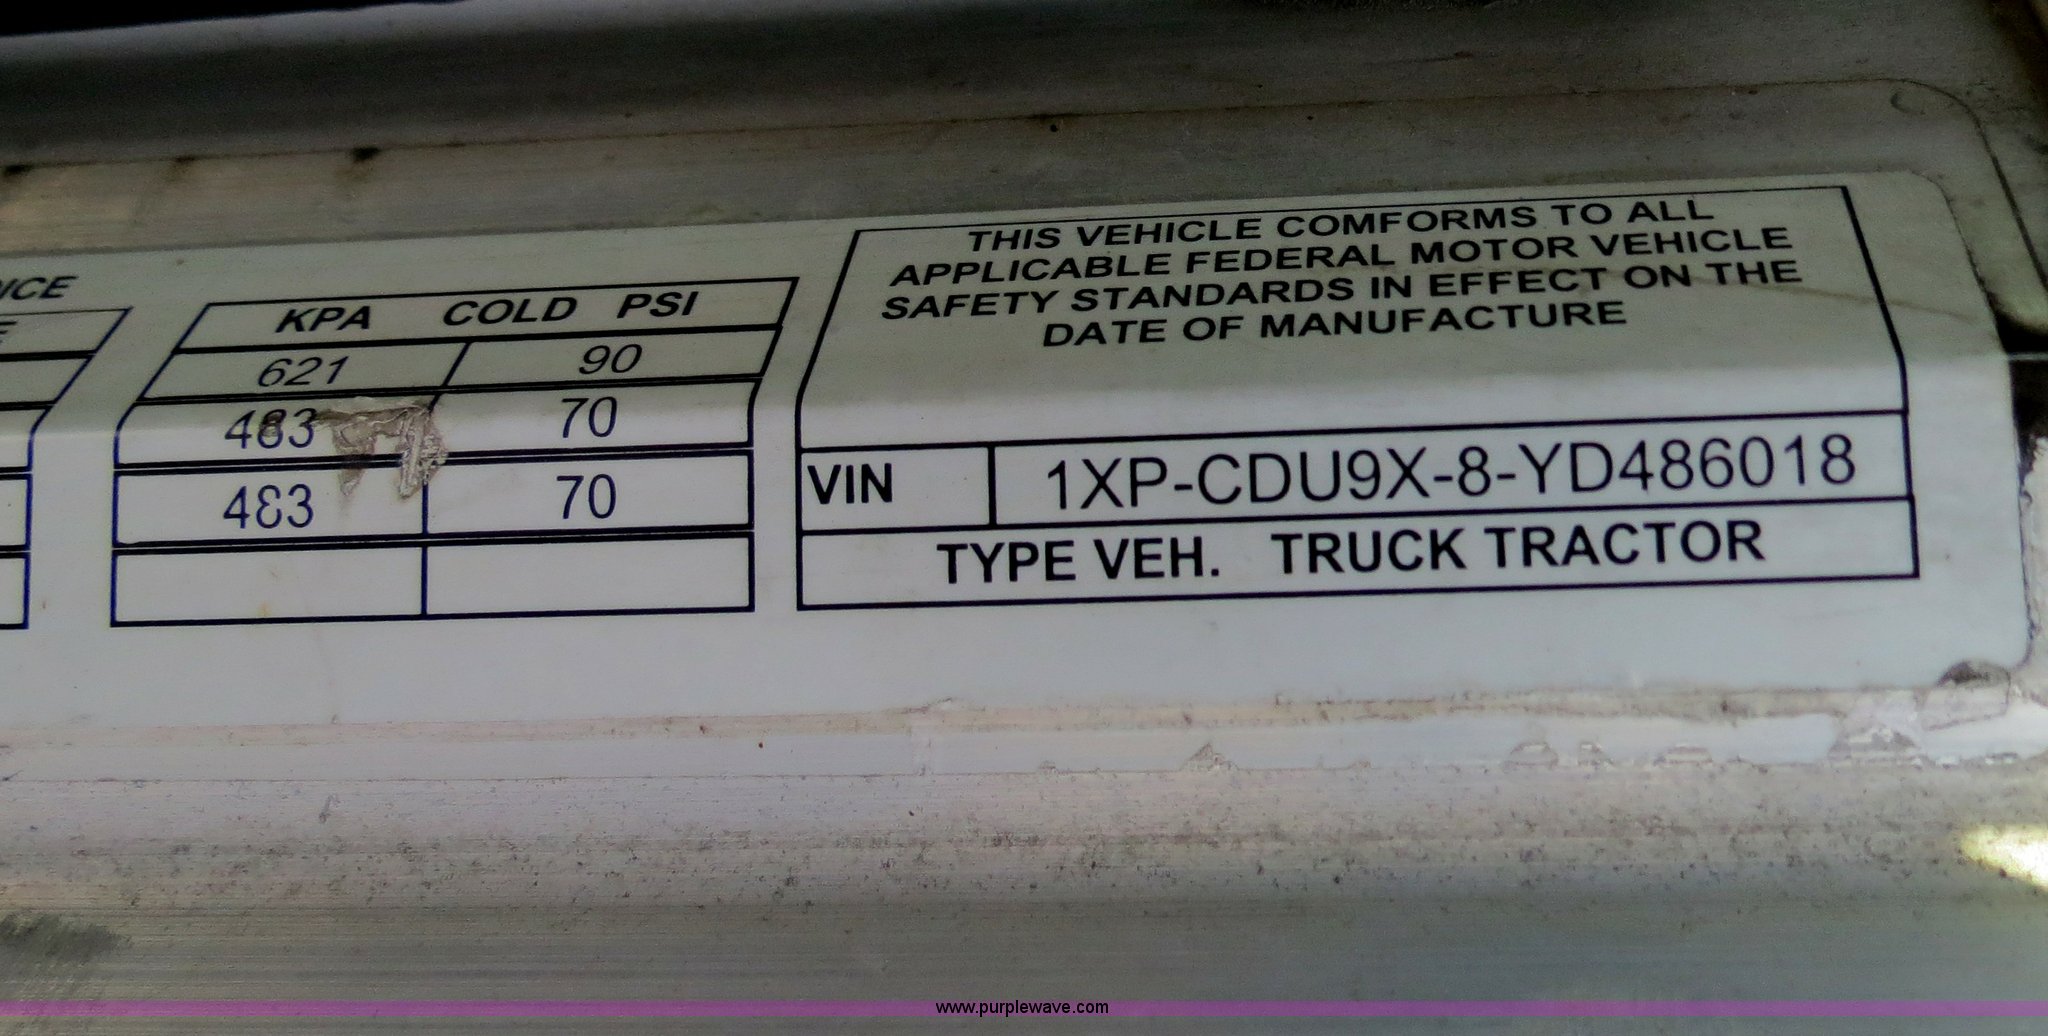 KPA COLD PSI
621 90
483 70
483 70
THIS VEHICLE COMFORMS TO ALL
APPLICABLE FEDERAL MOTOR VEHICLE
SAFETY STANDARDS IN EFFECT ON THE
DATE OF MANUFACTURE
VIN 1XP-CDU9X-8-YD486018
TYPE VEH. TRUCK TRACTOR
www.purplewave.com